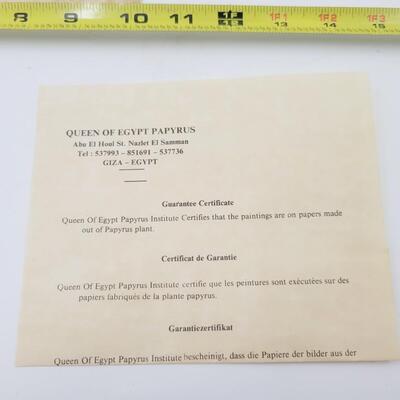 8 9 10 11 12 1F1 1F2 1F3
13 14 15
QUEEN OF EGYPT PAPYRUS
Abu El Houl St. Nazlet El Samman
Tel : 537993 – 851691 – 537736
GIZA – EGYPT
Guarantee Certificate
Queen Of Egypt Papyrus Institute Certifies that the paintings are on papers made
out of Papyrus plant.
Certificat de Garantie
Queen Of Egypt Papyrus Institute certifie que les peintures sont exécutées sur des
papiers fabriqués de la plante papyrus.
Garantiezertifikat
Queen Of Egypt Papyrus Institute bescheinigt, dass die Papiere der bilder aus der